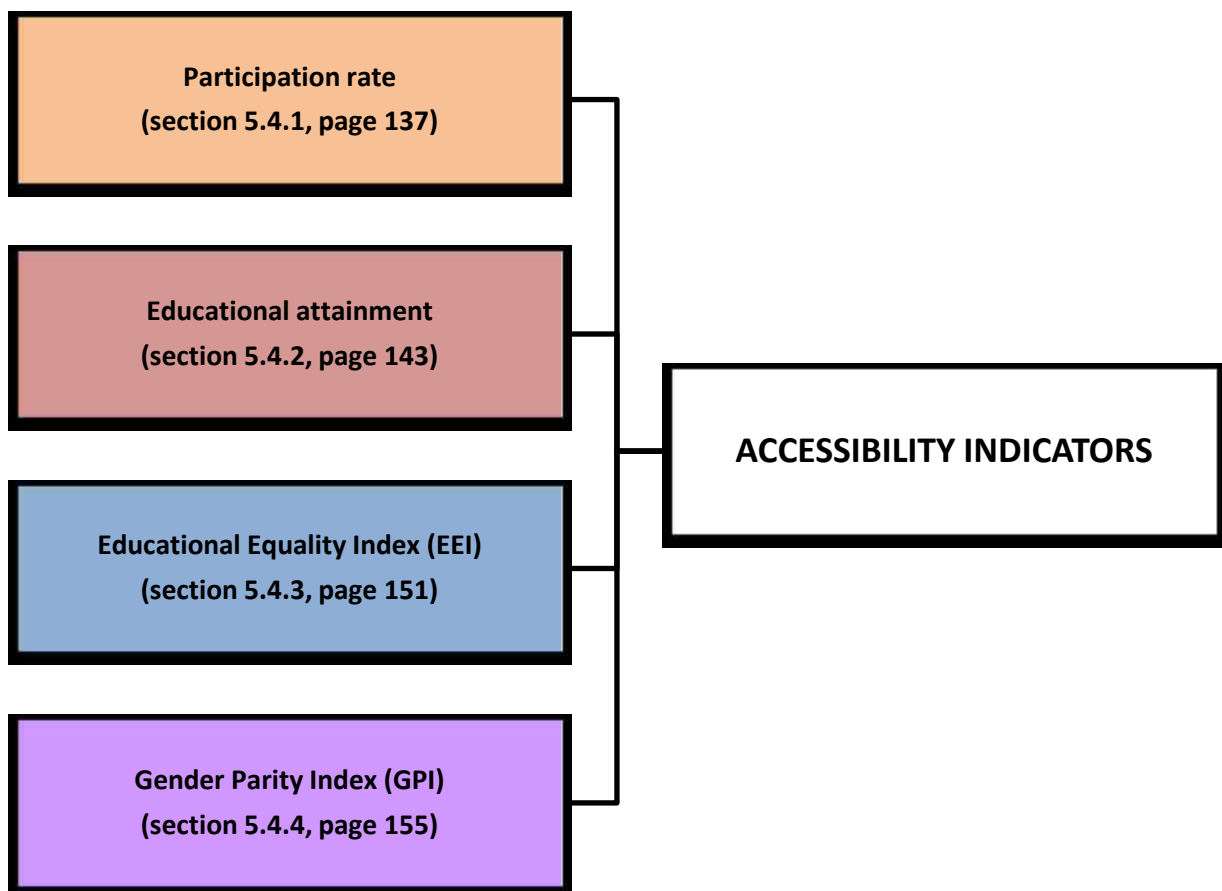 Participation rate
(section 5.4.1, page 137)
Educational attainment
(section 5.4.2, page 143)
ACCESSIBILITY INDICATORS
Educational Equality Index (EEI)
(section 5.4.3, page 151)
Gender Parity Index (GPI)
(section 5.4.4, page 155)